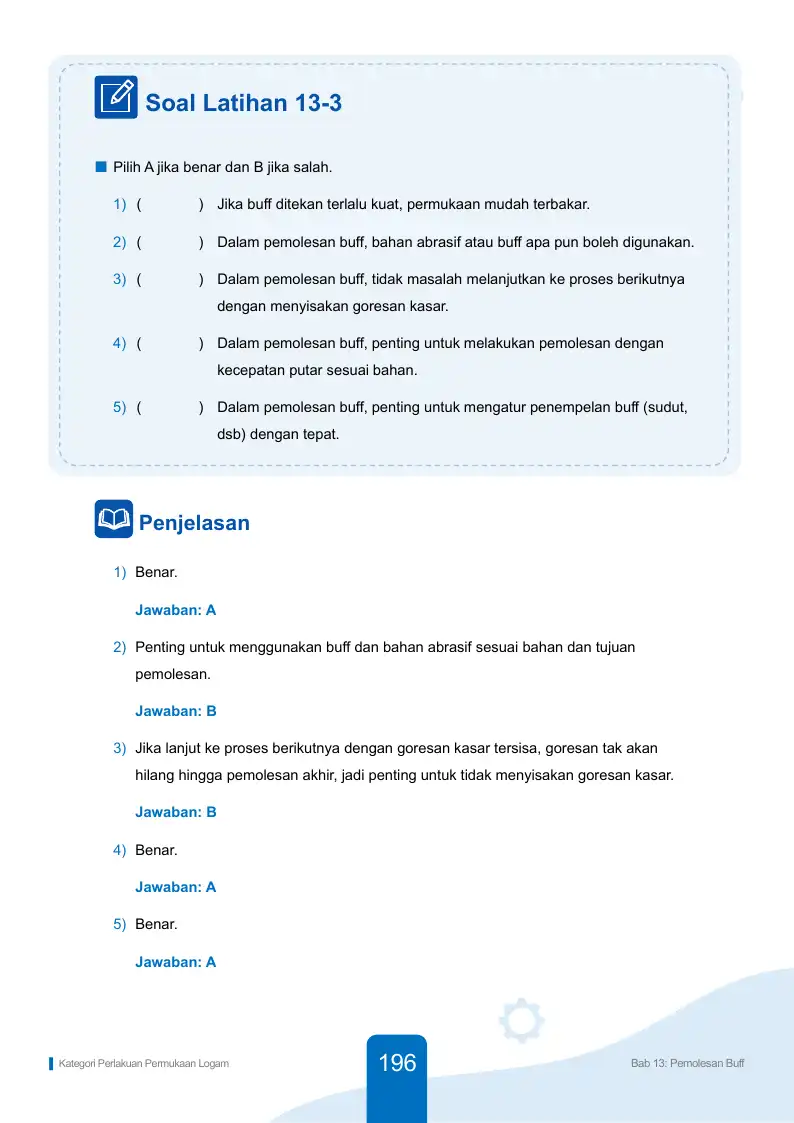 Soal Latihan 13-3
■ Pilih A jika benar dan B jika salah.
1) ( ) Jika buff ditekan terlalu kuat, permukaan mudah terbakar.
2) ( ) Dalam pemolesan buff, bahan abrasif atau buff apa pun boleh digunakan.
3) ( ) Dalam pemolesan buff, tidak masalah melanjutkan ke proses berikutnya
dengan menyisakan goresan kasar.
4) ( ) Dalam pemolesan buff, penting untuk melakukan pemolesan dengan
kecepatan putar sesuai bahan.
5) ( ) Dalam pemolesan buff, penting untuk mengatur penempelan buff (sudut,
dsb) dengan tepat.
Penjelasan
1) Benar.
Jawaban: A
2) Penting untuk menggunakan buff dan bahan abrasif sesuai bahan dan tujuan
pemolesan.
Jawaban: B
3) Jika lanjut ke proses berikutnya dengan goresan kasar tersisa, goresan tak akan
hilang hingga pemolesan akhir, jadi penting untuk tidak menyisakan goresan kasar.
Jawaban: B
4) Benar.
Jawaban: A
5) Benar.
Jawaban: A
Kategori Perlakuan Permukaan Logam
196
Bab 13: Pemolesan Buff